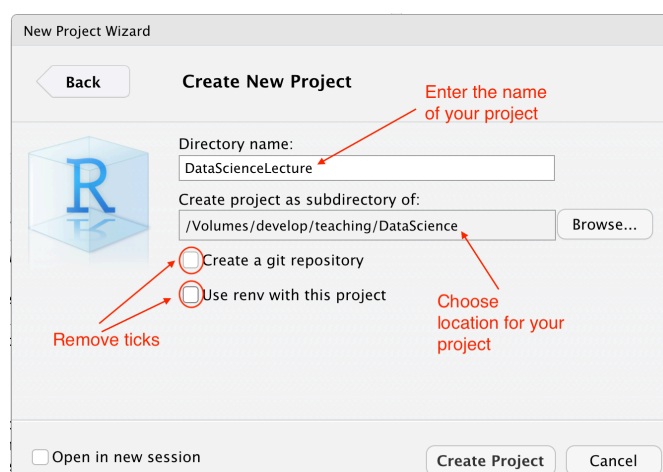 New Project Wizard
Back
Create New Project
Enter the name
of your project
Directory name:
DataScienceLecture
Create project as subdirectory of:
/Volumes/develop/teaching/DataScience
Browse...
Create a git repository
Use renv with this project
Remove ticks
Choose
location for your
project
Open in new session
Create Project
Cancel
R